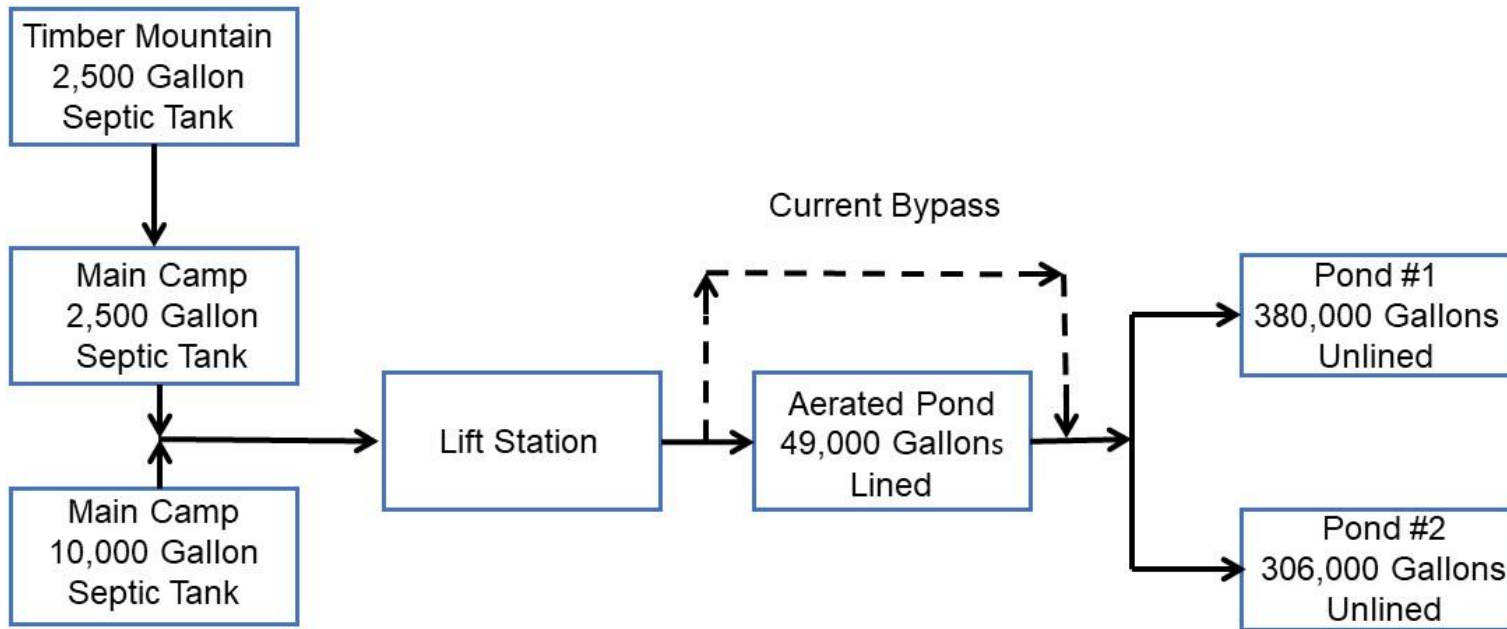 Timber Mountain
2,500 Gallon
Septic Tank
Main Camp
2,500 Gallon
Septic Tank
Main Camp
10,000 Gallon
Septic Tank
Lift Station
Current Bypass
Aerated Pond
49,000 Gallons
Lined
Pond #1
380,000 Gallons
Unlined
Pond #2
306,000 Gallons
Unlined